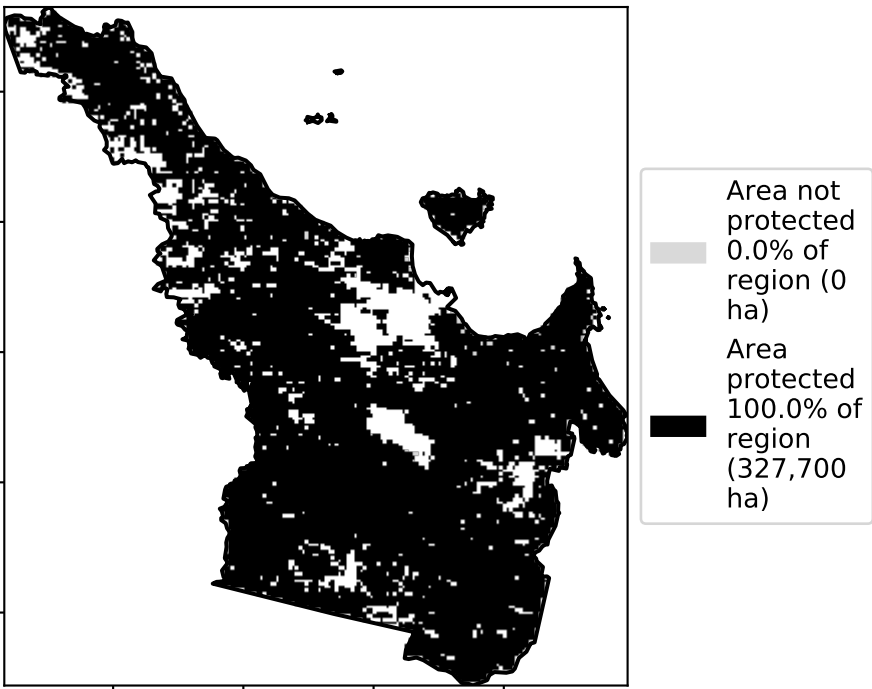 Area not
protected
0.0% of
region (0
ha)
Area
protected
100.0% of
region
(327,700
ha)